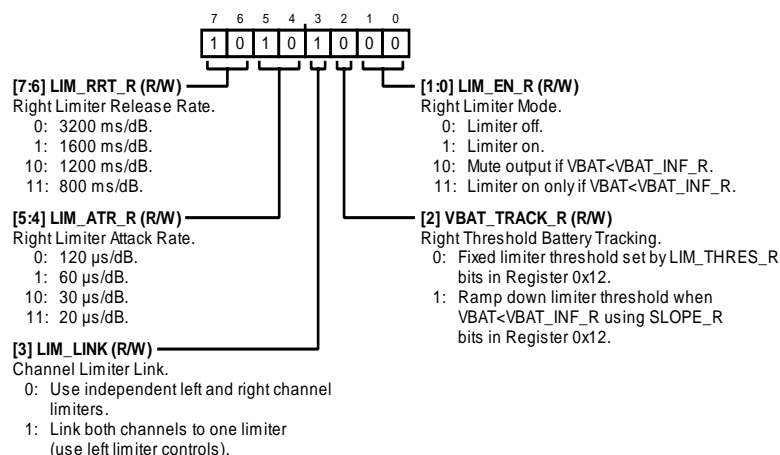 7 6 5 4 3 2 1 0
1 0 1 0 1 0 0 0
[7:6] LIM_RRT_R (R/W)
Right Limiter Release Rate.
0: 3200 ms/dB.
1: 1600 ms/dB.
10: 1200 ms/dB.
11: 800 ms/dB.
[5:4] LIM_ATR_R (R/W)
Right Limiter Attack Rate.
0: 120 µs/dB.
1: 60 µs/dB.
10: 30 µs/dB.
11: 20 µs/dB.
[3] LIM_LINK (R/W)
Channel Limiter Link.
0: Use independent left and right channel
limiters.
1: Link both channels to one limiter
(use left limiter controls).
[1:0] LIM_EN_R (R/W)
Right Limiter Mode.
0: Limiter off.
1: Limiter on.
10: Mute output if VBAT<VBAT_INF_R.
11: Limiter on only if VBAT<VBAT_INF_R.
[2] VBAT_TRACK_R (R/W)
Right Threshold Battery Tracking.
0: Fixed limiter threshold set by LIM_THRES_R
bits in Register 0x12.
1: Ramp down limiter threshold when
VBAT<VBAT_INF_R using SLOPE_R
bits in Register 0x12.